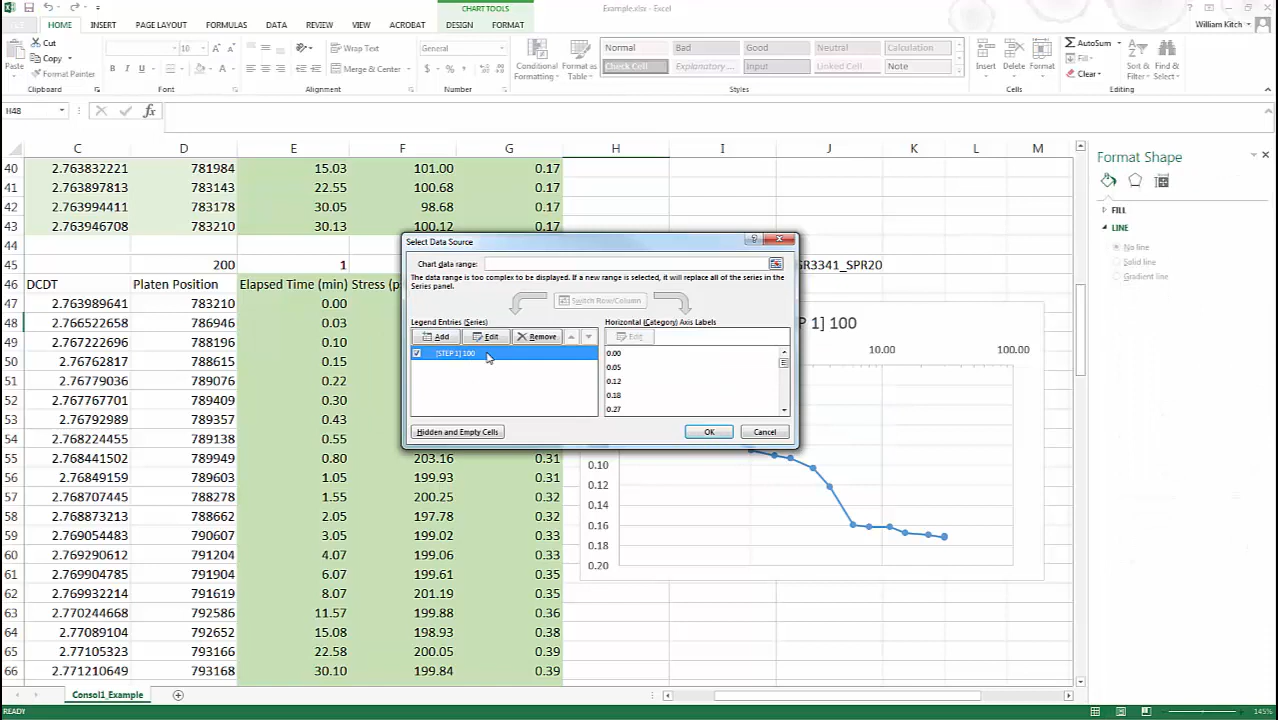 CHART TOOLS
Example.xlsx - Excel
HOME INSERT PAGE LAYOUT FORMULAS DATA REVIEW VIEW ACROBAT DESIGN FORMAT
William Kitch
Paste
Cut
Copy
Format Painter
Clipboard
10
B I U
Font
Wrap Text
Merge & Center
Alignment
General
$ % ,
Number
Conditional Formatting
Format as Table
Normal Bad Good Neutral Calculation
Check Cell Explanatory... Input Linked Cell Note
Styles
Insert Delete Format
Cells
AutoSum
Fill
Clear
Sort & Filter
Find & Select
Editing
H48
fx
C D E F G H I J K L M
40 2.763832221 781984 15.03 101.00 0.17
41 2.763897813 783143 22.55 100.68 0.17
42 2.763994411 783178 30.05 98.68 0.17
43 2.763946708 783210 30.13 100.12 0.17
44
45 200 1 GR3341_SPR20
46 DCDT Platen Position Elapsed Time (min) Stress (p
47 2.763989641 783210 0.00
48 2.766522658 786946 0.03
49 2.767222696 788196 0.10
50 2.76762817 788615 0.15
51 2.76779036 789076 0.22
52 2.767767701 789409 0.30
53 2.76792989 789357 0.43
54 2.768224455 789138 0.55
55 2.768441502 789949 0.80 203.16 0.31
56 2.76849159 789603 1.05 199.93 0.31
57 2.768707445 788278 1.55 200.25 0.32
58 2.768873213 788662 2.05 197.78 0.32
59 2.769054483 790607 3.05 199.02 0.33
60 2.769290612 791204 4.07 199.06 0.33
61 2.769904785 791904 6.07 199.61 0.35
62 2.769932214 791619 8.07 201.19 0.35
63 2.770244668 792586 11.57 199.88 0.36
64 2.77089104 792652 15.08 198.93 0.38
65 2.77105323 793166 22.58 200.05 0.39
66 2.771210649 793168 30.10 199.84 0.39
Select Data Source
Chart data range:
The data range is too complex to be displayed. If a new range is selected, it will replace all of the series in the
Series panel.
Switch Row/Column
Legend Entries (Series)
Add Edit Remove
[STEP 1] 100
Horizontal (Category) Axis Labels
Edit
0.00
0.05
0.12
0.18
0.27
Hidden and Empty Cells
OK Cancel
P 1] 100
10.00 100.00
0.10
0.12
0.14
0.16
0.18
0.20
Format Shape
FILL
LINE
No line
Solid line
Gradient line
Consol1_Example
READY
145%